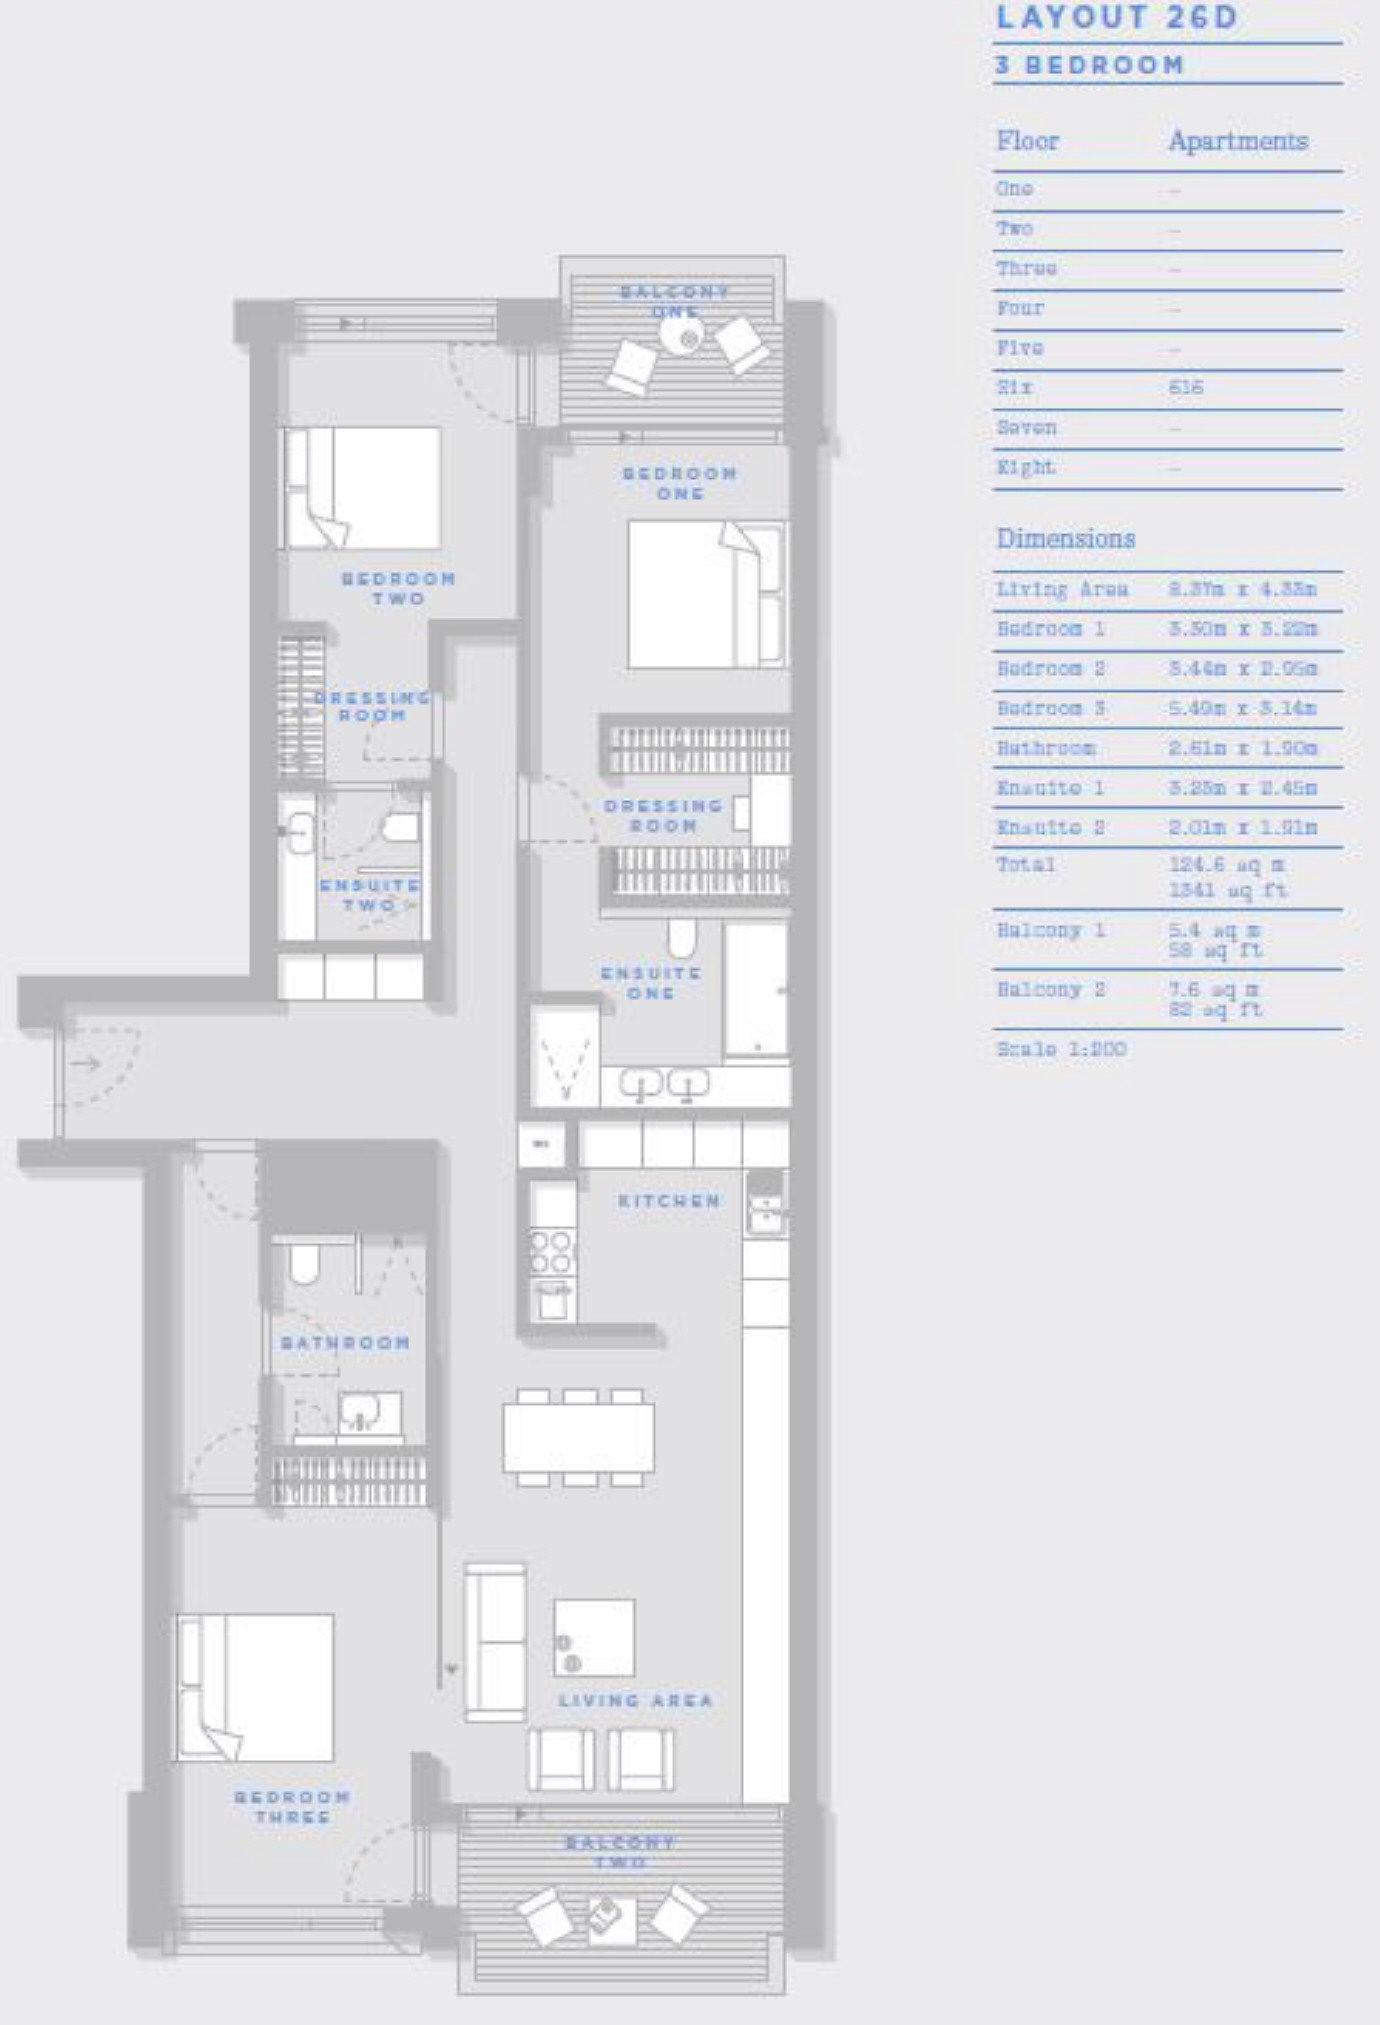 LAYOUT 26D
3 BEDROOM
Floor Apartments
One –
Two –
Three –
Four –
Five –
Six 616
Seven –
Eight –
Dimensions
Living Area 8.37m x 4.33m
Bedroom 1 3.30m x 3.22m
Bedroom 2 3.44m x 2.95m
Bedroom 3 5.49m x 3.14m
Bathroom 2.61m x 1.90m
Ensuite 1 3.23m x 2.45m
Ensuite 2 2.01m x 1.91m
Total 124.6 sq m
1341 sq ft
Balcony 1 5.4 sq m
58 sq ft
Balcony 2 7.6 sq m
82 sq ft
Scale 1:200
BALCONY
ONE
BEDROOM
ONE
BEDROOM
TWO
DRESSING
ROOM
DRESSING
ROOM
ENSUITE
TWO
ENSUITE
ONE
KITCHEN
BATHROOM
LIVING AREA
BEDROOM
THREE
BALCONY
TWO